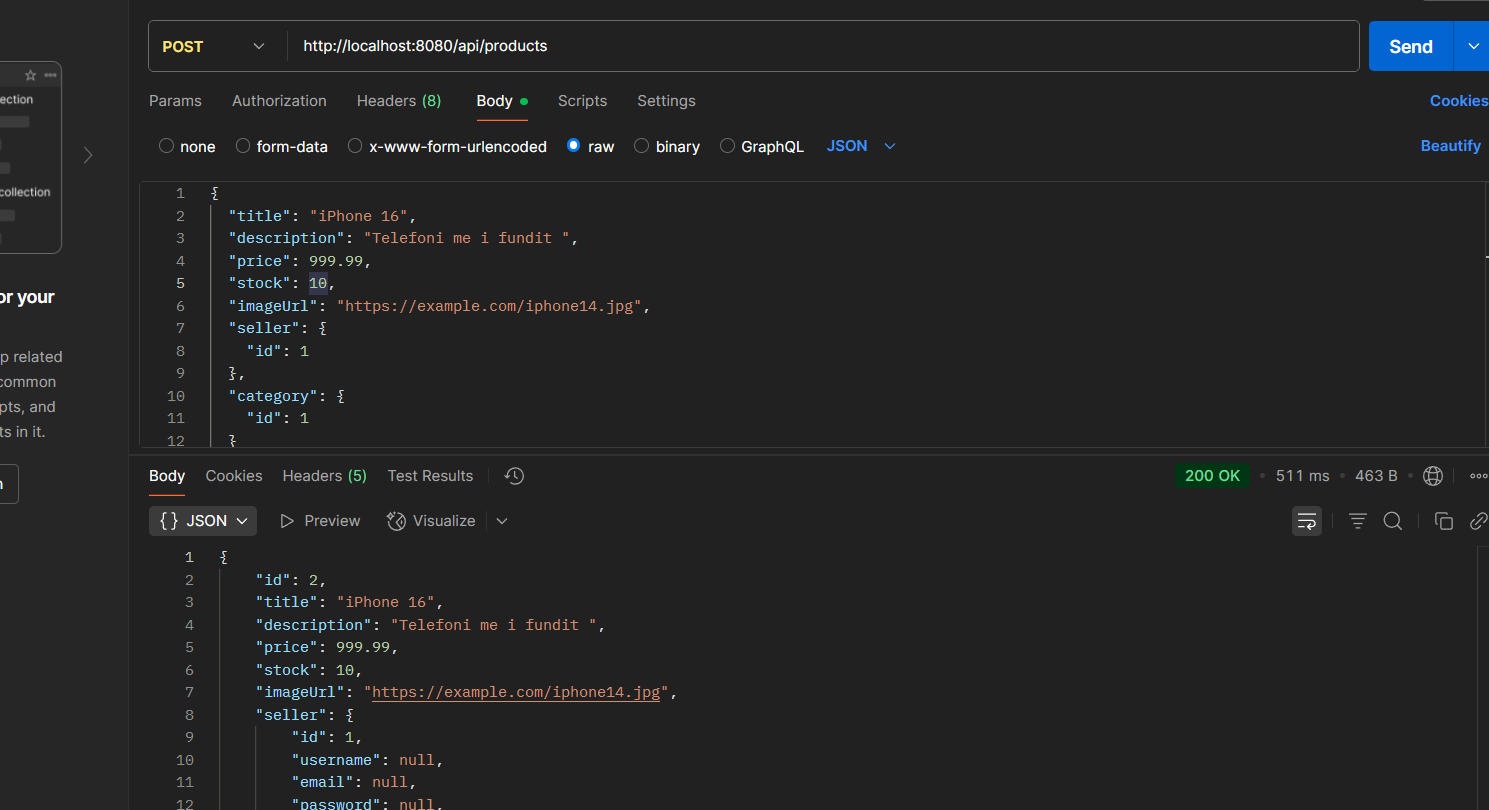 POST http://localhost:8080/api/products Send
Params Authorization Headers (8) Body Scripts Settings Cookies
none form-data x-www-form-urlencoded raw binary GraphQL JSON Beautify
ection
collection
or your
p related
common
pts, and
ts in it.
n
1 {
2 "title": "iPhone 16",
3 "description": "Telefoni me i fundit ",
4 "price": 999.99,
5 "stock": 10,
6 "imageUrl": "https://example.com/iphone14.jpg",
7 "seller": {
8 "id": 1
9 },
10 "category": {
11 "id": 1
12 }
Body Cookies Headers (5) Test Results 200 OK • 511 ms • 463 B
{} JSON Preview Visualize
1 {
2 "id": 2,
3 "title": "iPhone 16",
4 "description": "Telefoni me i fundit ",
5 "price": 999.99,
6 "stock": 10,
7 "imageUrl": "https://example.com/iphone14.jpg",
8 "seller": {
9 "id": 1,
10 "username": null,
11 "email": null,
12 "password": null,